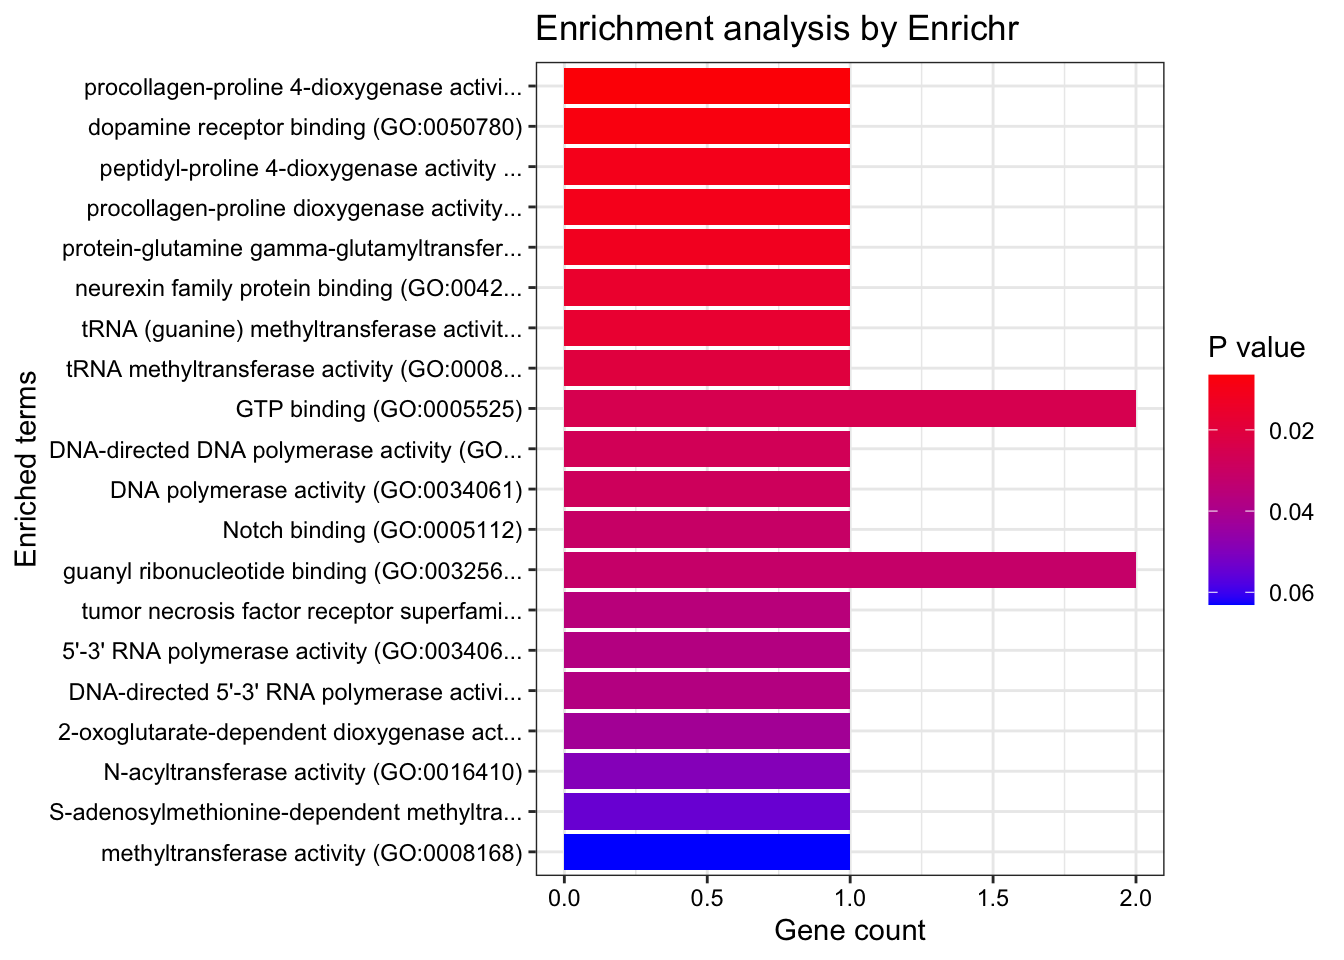 Enrichment analysis by Enrichr
procollagen-proline 4-dioxygenase activi...
dopamine receptor binding (GO:0050780)
peptidyl-proline 4-dioxygenase activity ...
procollagen-proline dioxygenase activity...
protein-glutamine gamma-glutamyltransfer...
neurexin family protein binding (GO:0042...
tRNA (guanine) methyltransferase activit...
tRNA methyltransferase activity (GO:0008...
GTP binding (GO:0005525)
DNA-directed DNA polymerase activity (GO...
DNA polymerase activity (GO:0034061)
Notch binding (GO:0005112)
guanyl ribonucleotide binding (GO:003256...
tumor necrosis factor receptor superfami...
5'-3' RNA polymerase activity (GO:003406...
DNA-directed 5'-3' RNA polymerase activi...
2-oxoglutarate-dependent dioxygenase act...
N-acyltransferase activity (GO:0016410)
S-adenosylmethionine-dependent methyltra...
methyltransferase activity (GO:0008168)
Enriched terms
0.0 0.5 1.0 1.5 2.0
Gene count
P value
0.02
0.04
0.06